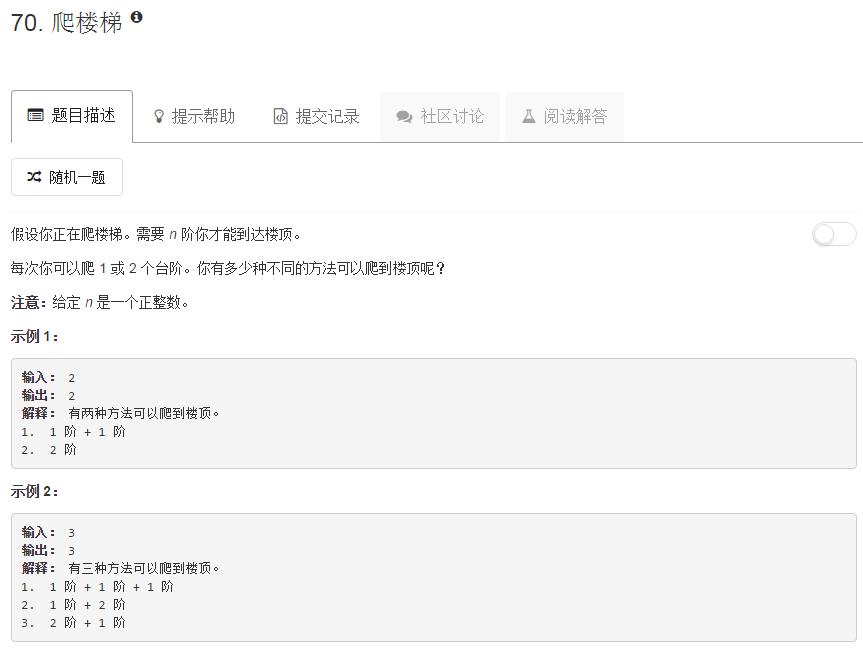 70. 爬楼梯
题目描述 提示帮助 提交记录 社区讨论 阅读解答
随机一题
假设你正在爬楼梯。需要 n 阶你才能到达楼顶。
每次你可以爬 1 或 2 个台阶。你有多少种不同的方法可以爬到楼顶呢？
注意：给定 n 是一个正整数。
示例 1：
输入： 2
输出： 2
解释： 有两种方法可以爬到楼顶。
1. 1 阶 + 1 阶
2. 2 阶
示例 2：
输入： 3
输出： 3
解释： 有三种方法可以爬到楼顶。
1. 1 阶 + 1 阶 + 1 阶
2. 1 阶 + 2 阶
3. 2 阶 + 1 阶